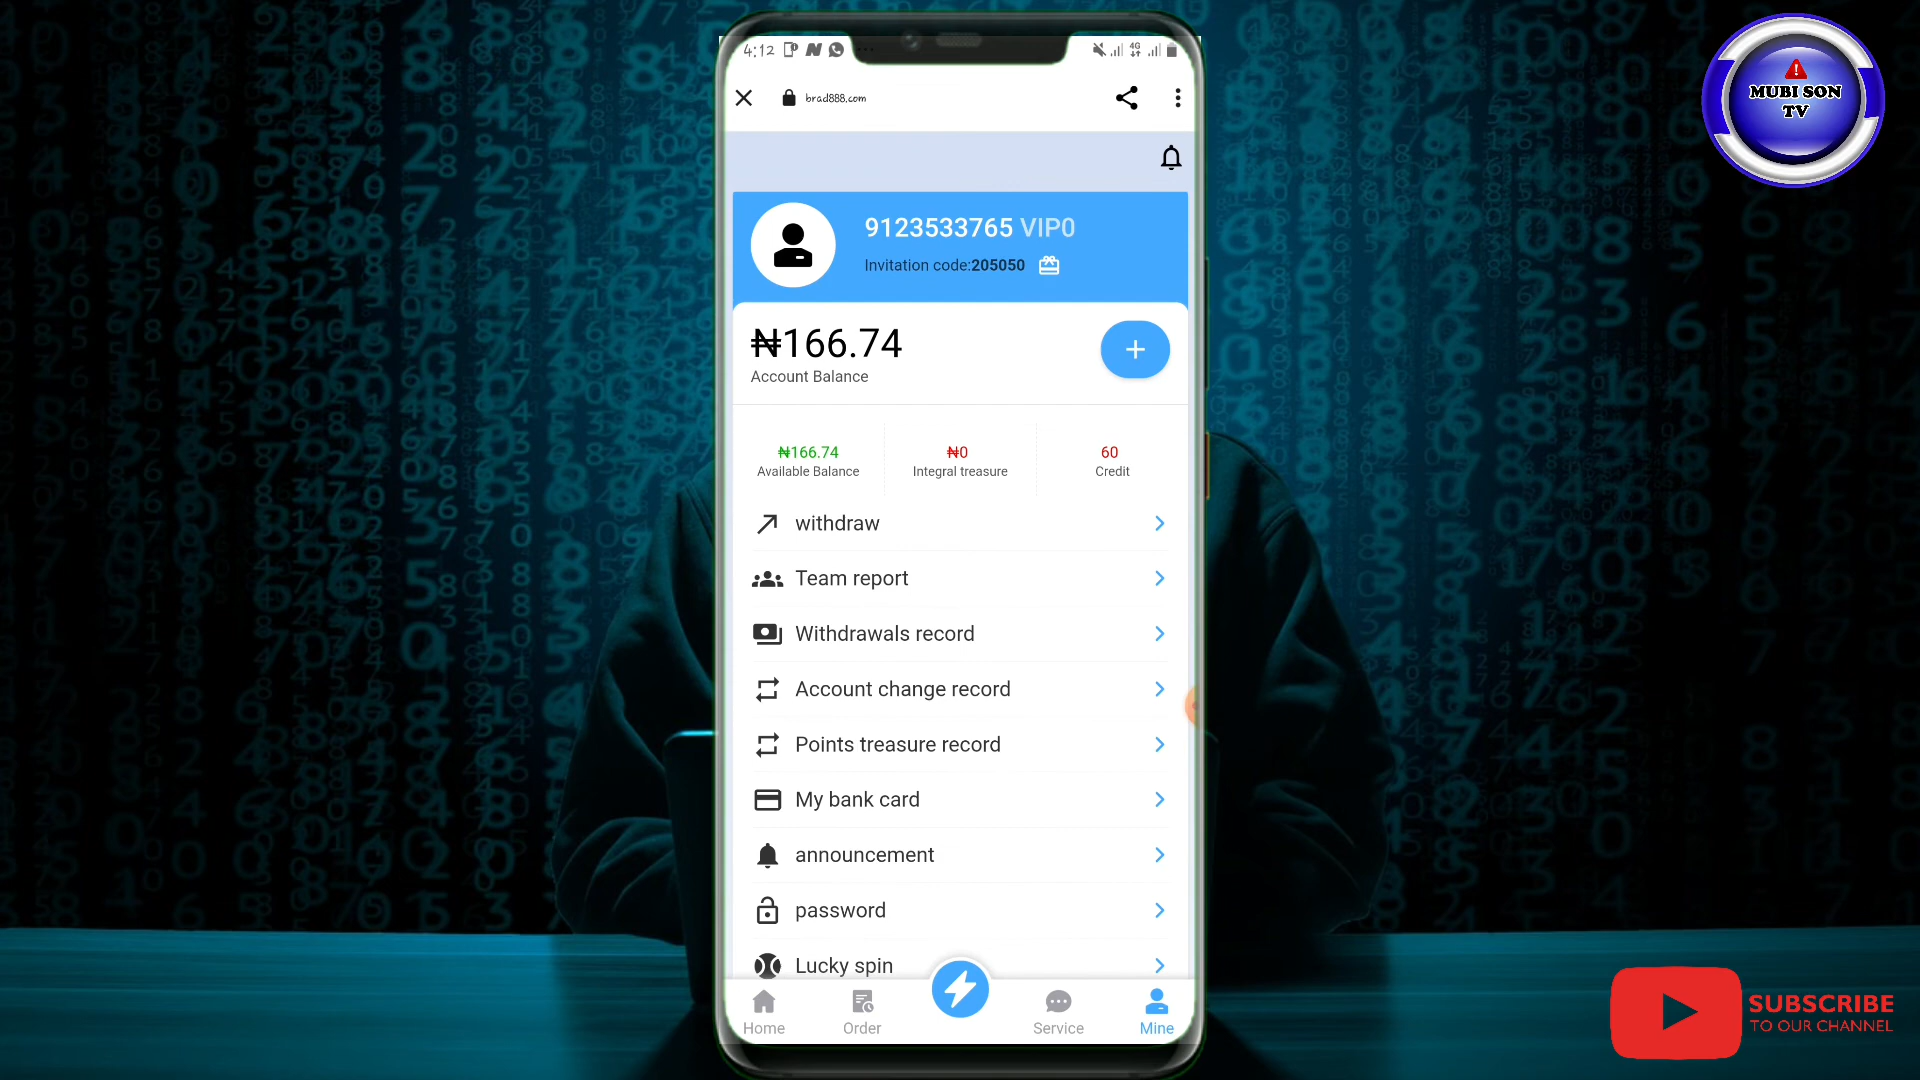 4:12
4G
brad888.com
MUBI SON
TV
9123533765 VIP0
Invitation code:205050
₦166.74
Account Balance
₦166.74
Available Balance
₦0
Integral treasure
60
Credit
withdraw
Team report
Withdrawals record
Account change record
Points treasure record
My bank card
announcement
password
Lucky spin
Home
Order
Service
Mine
SUBSCRIBE
TO OUR CHANNEL